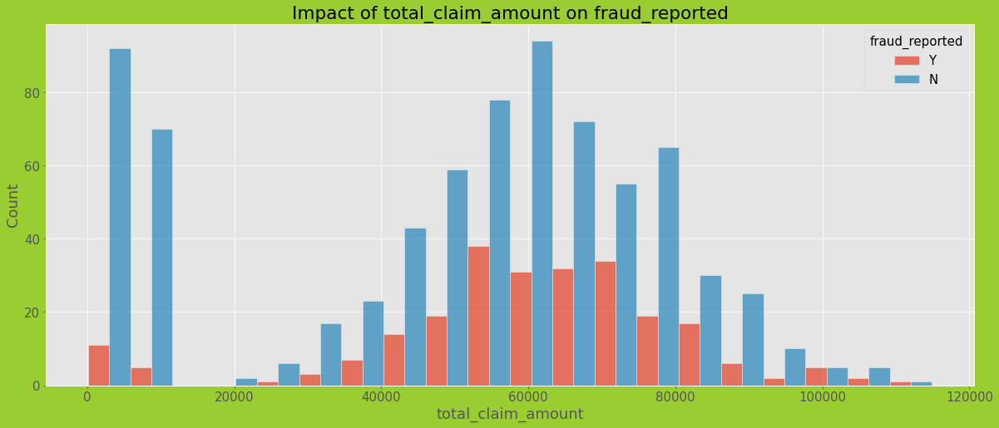 Impact of total_claim_amount on fraud_reported
fraud_reported
Y
N
80
60
40
20
0
Count
0 20000 40000 60000 80000 100000 120000
total_claim_amount